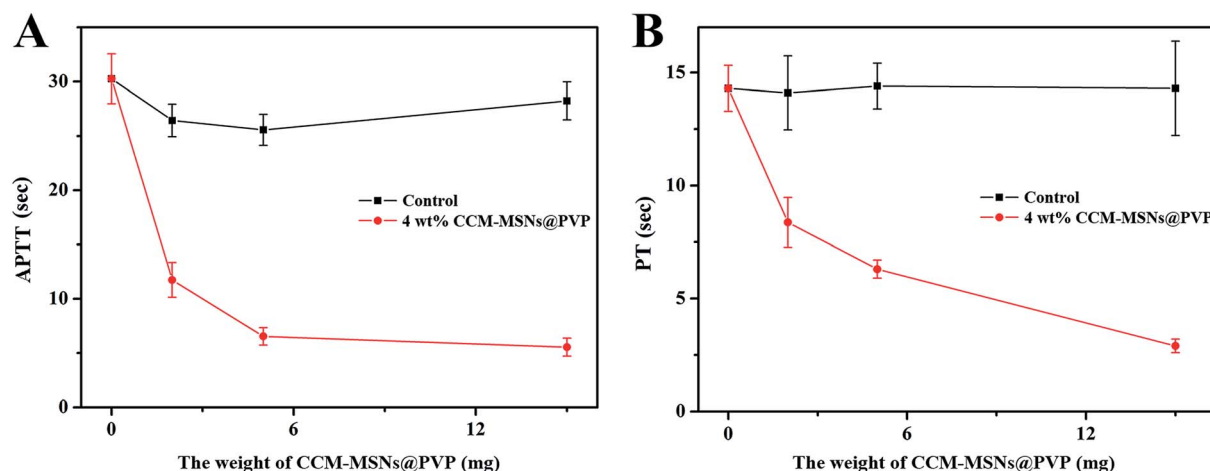 A
30
20
10
0
APTT (sec)
Control
4 wt% CCM-MSNs@PVP
0
6
12
The weight of CCM-MSNs@PVP (mg)
B
15
10
5
0
PT (sec)
Control
4 wt% CCM-MSNs@PVP
0
6
12
The weight of CCM-MSNs@PVP (mg)